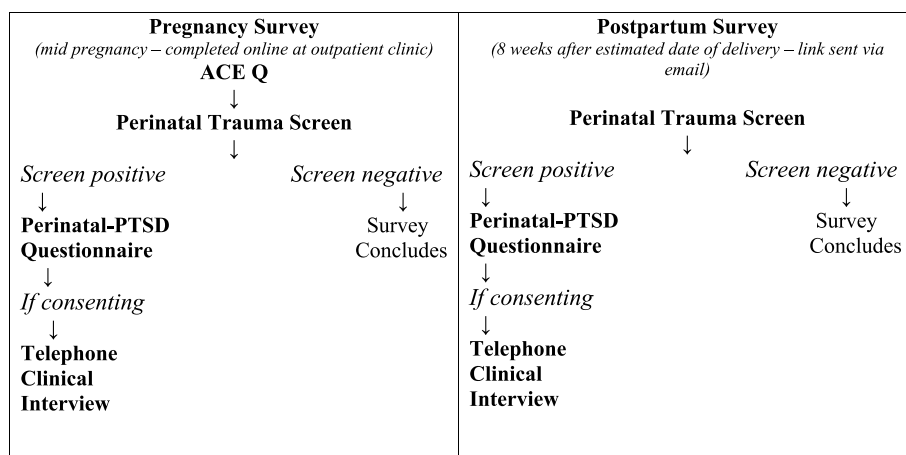 Pregnancy Survey
(mid pregnancy – completed online at outpatient clinic)
ACE Q
↓
Perinatal Trauma Screen
↓
Screen positive Screen negative
↓ ↓
Perinatal-PTSD Survey
Questionnaire Concludes
↓
If consenting
↓
Telephone
Clinical
Interview
Postpartum Survey
(8 weeks after estimated date of delivery – link sent via
email)
Perinatal Trauma Screen
↓
Screen positive Screen negative
↓ ↓
Perinatal-PTSD Survey
Questionnaire Concludes
↓
If consenting
↓
Telephone
Clinical
Interview